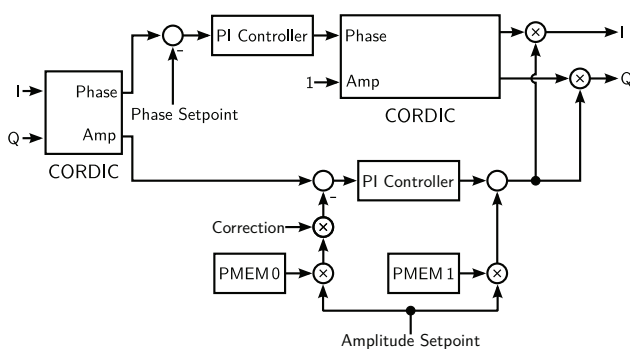 PI Controller
Phase
I
I
Phase
1
Amp
Q
Phase Setpoint
CORDIC
Q
Amp
CORDIC
-
PI Controller
-
Correction
PMEM 0
PMEM 1
Amplitude Setpoint